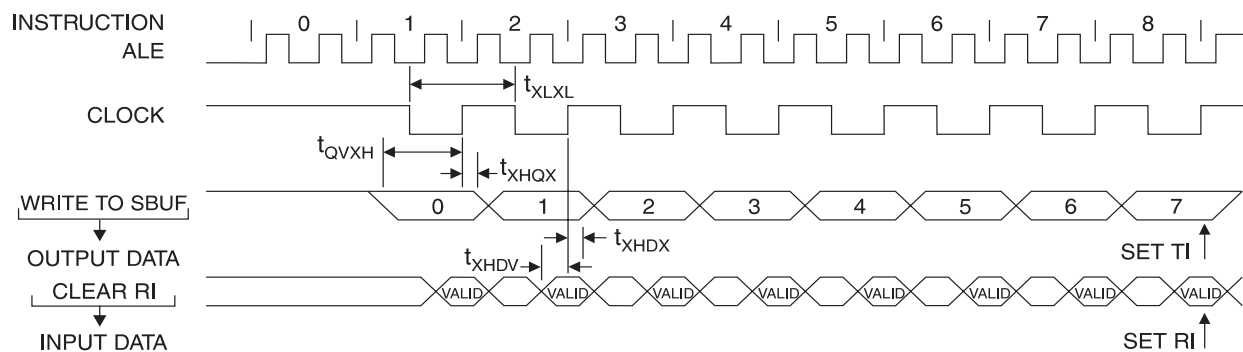 INSTRUCTION 0 1 2 3 4 5 6 7 8
ALE
tXLXL
CLOCK
tQVXH
tXHQX
WRITE TO SBUF 0 1 2 3 4 5 6 7
tXHDX
tXHDV
SET TI
OUTPUT DATA
CLEAR RI VALID VALID VALID VALID VALID VALID VALID VALID
INPUT DATA
SET RI